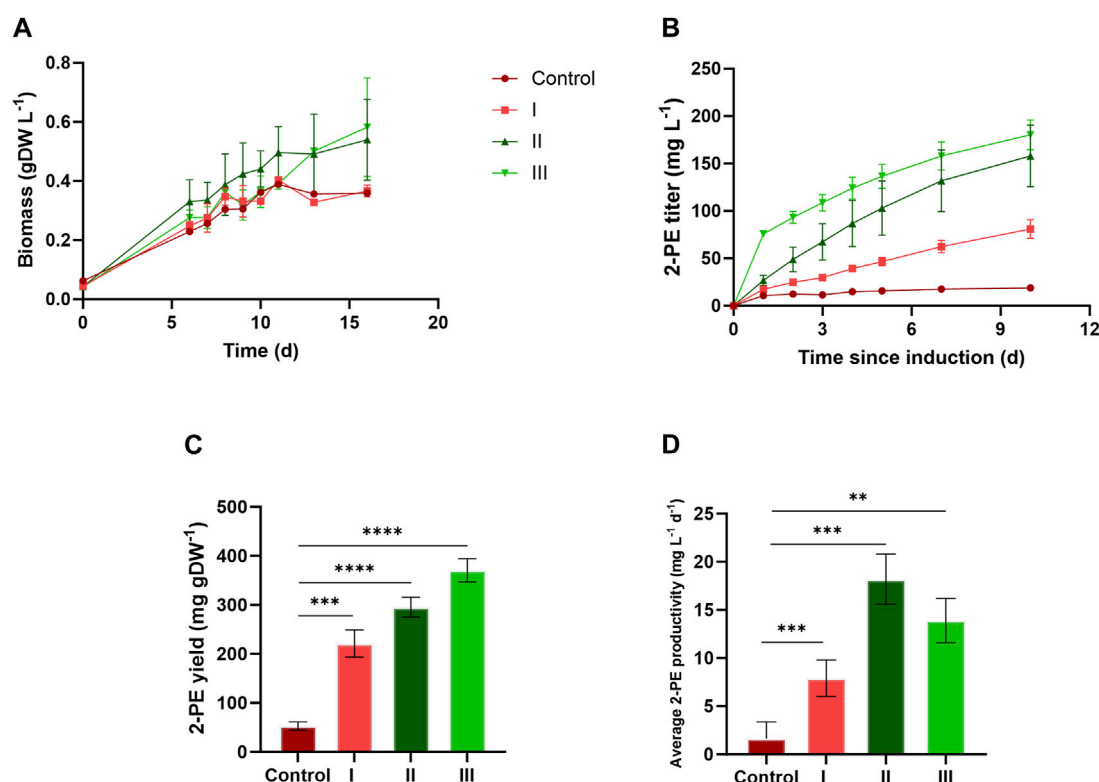 A
Biomass (gDW L⁻¹)
0.8
0.6
0.4
0.2
0.0
0 5 10 15 20
Time (d)
Control
I
II
III
B
2-PE titer (mg L⁻¹)
250
200
150
100
50
0
0 3 6 9 12
Time since induction (d)
C
2-PE yield (mg gDW⁻¹)
500
400
300
200
100
0
****
****
***
Control I II III
D
Average 2-PE productivity (mg L⁻¹ d⁻¹)
25
20
15
10
5
0
**
***
***
Control I II III